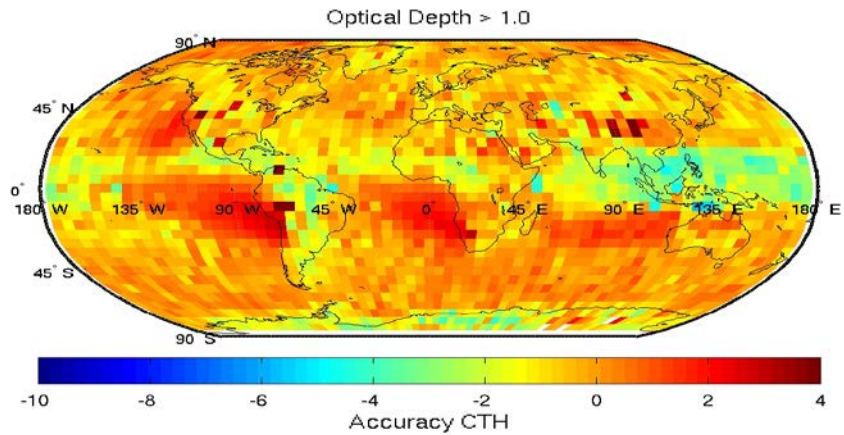 Optical Depth > 1.0
90° N
45° N
0°
180° W 135° W 90° W 45° W 0° 45° E 90° E 135° E 180° E
45° S
90° S
-10 -8 -6 -4 -2 0 2 4
Accuracy CTH